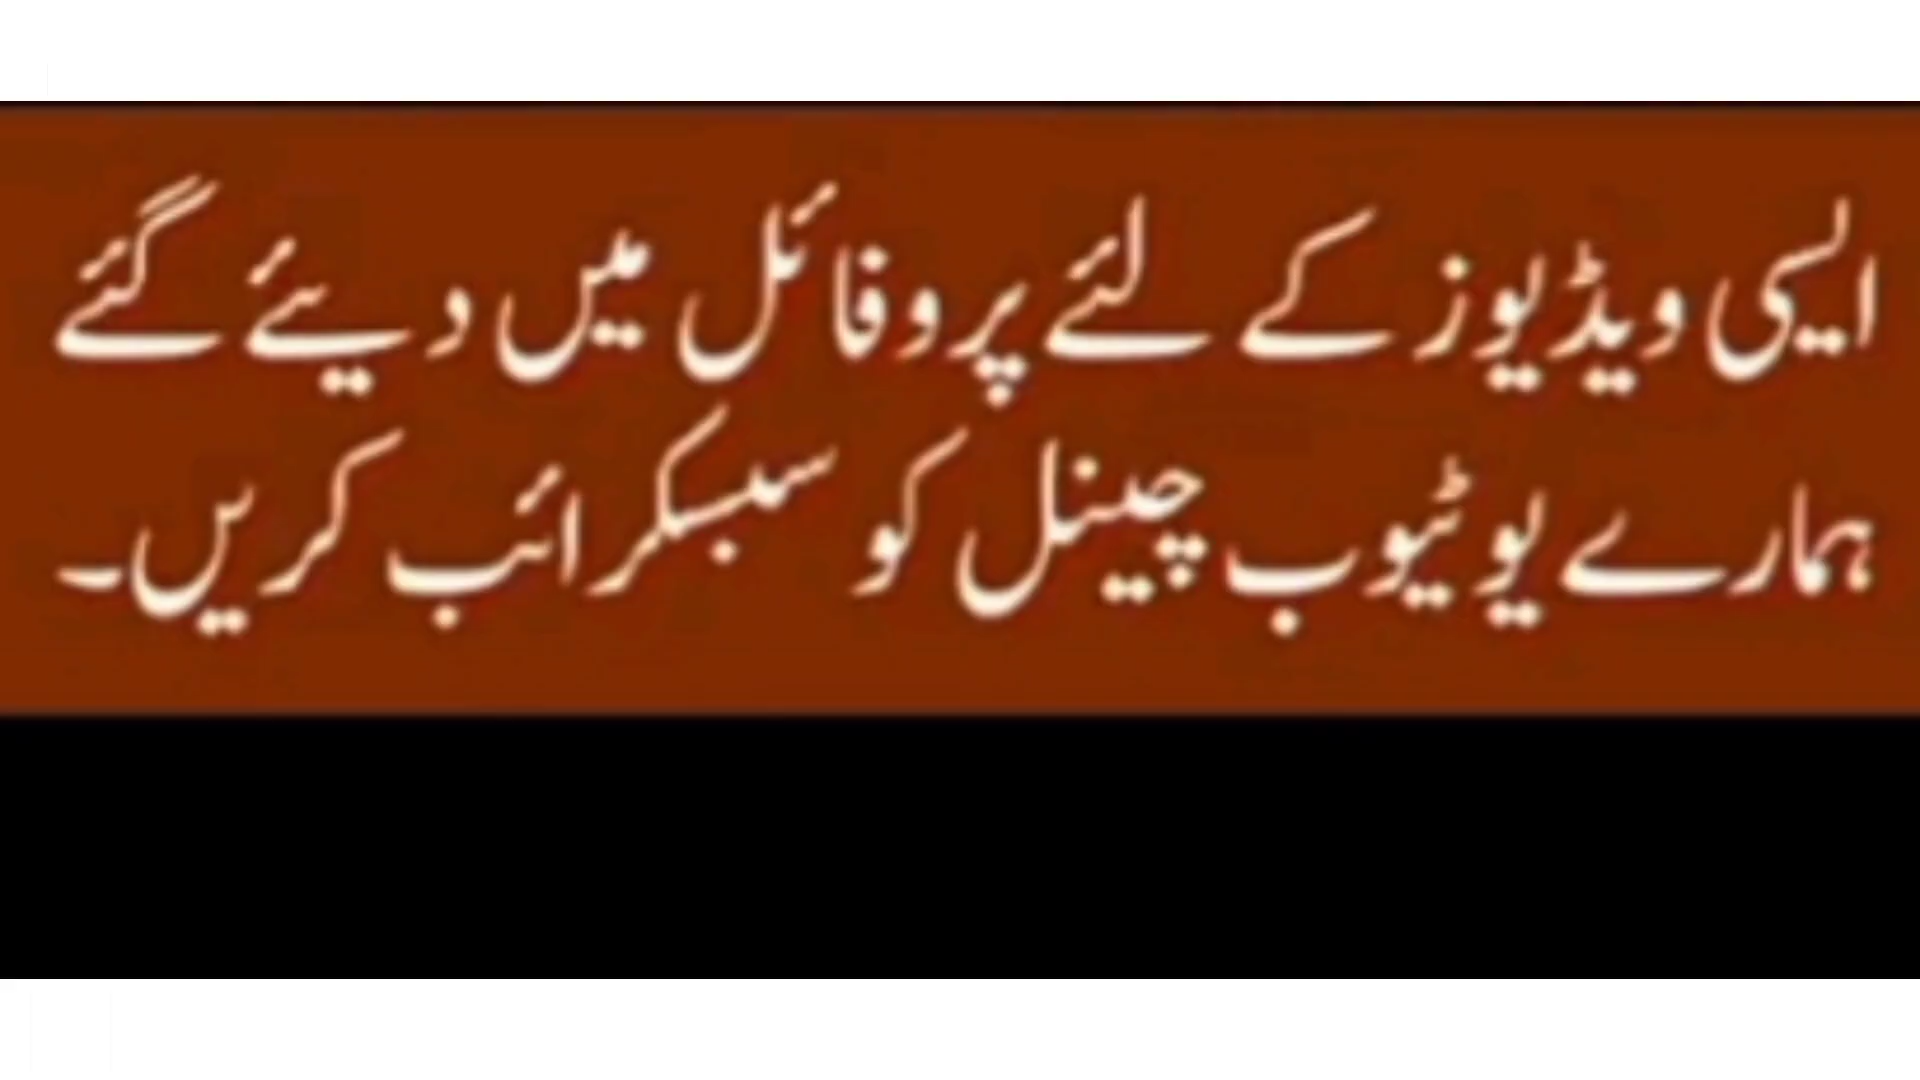 ایسی ویڈیوز کے لئے پروفائل میں دیئے گئے
ہمارے یوٹیوب چینل کو سبسکرائب کریں۔